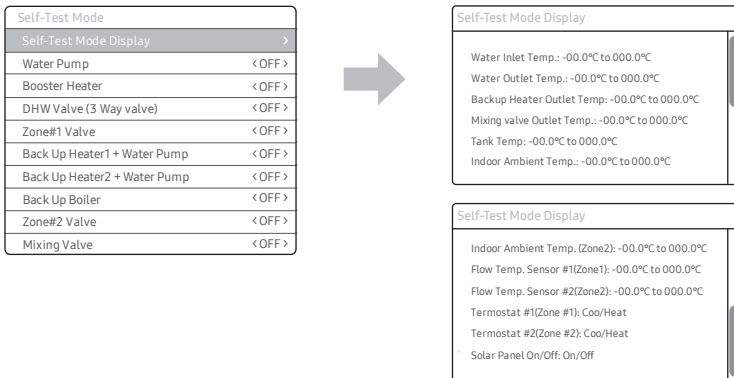 Self-Test Mode
Self-Test Mode Display >
Water Pump <OFF>
Booster Heater <OFF>
DHW Valve (3 Way valve) <OFF>
Zone#1 Valve <OFF>
Back Up Heater1 + Water Pump <OFF>
Back Up Heater2 + Water Pump <OFF>
Back Up Boiler <OFF>
Zone#2 Valve <OFF>
Mixing Valve <OFF>
Self-Test Mode Display
Water Inlet Temp.: -00.0℃ to 000.0℃
Water Outlet Temp.: -00.0℃ to 000.0℃
Backup Heater Outlet Temp: -00.0℃ to 000.0℃
Mixing valve Outlet Temp.: -00.0℃ to 000.0℃
Tank Temp: -00.0℃ to 000.0℃
Indoor Ambient Temp.: -00.0℃ to 000.0℃
Self-Test Mode Display
Indoor Ambient Temp. (Zone2): -00.0℃ to 000.0℃
Flow Temp. Sensor #1(Zone1): -00.0℃ to 000.0℃
Flow Temp. Sensor #2(Zone2): -00.0℃ to 000.0℃
Termostat #1(Zone #1): Coo/Heat
Termostat #2(Zone #2): Coo/Heat
Solar Panel On/Off: On/Off